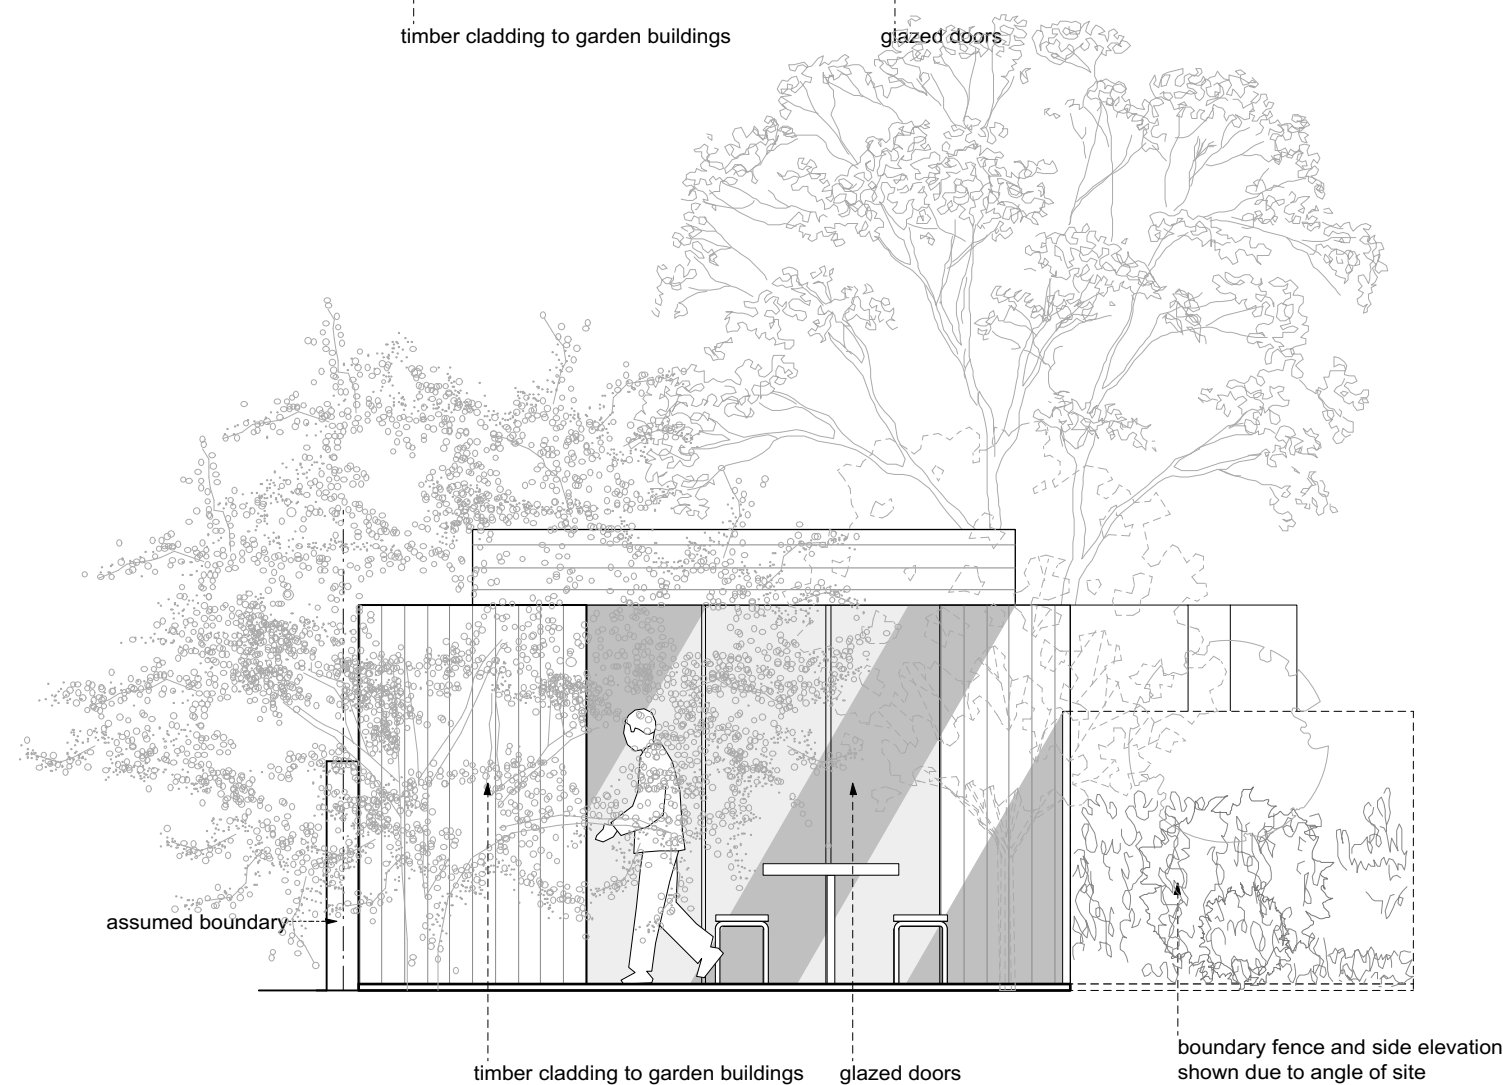 timber cladding to garden buildings
glazed doors
assumed boundary
timber cladding to garden buildings
glazed doors
boundary fence and side elevation
shown due to angle of site